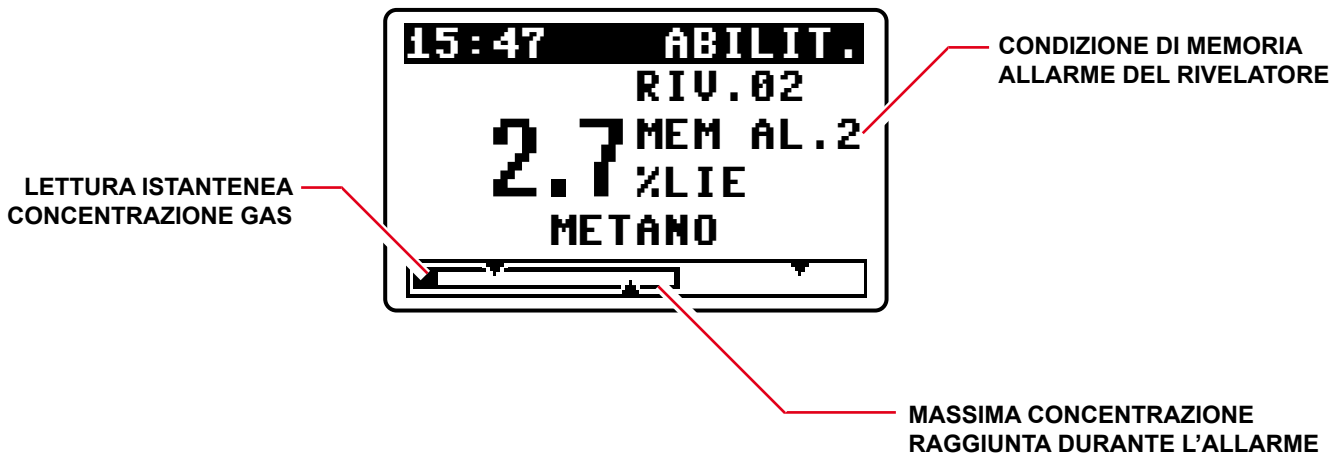 15:47 ABILIT.
RIV.02
2.7 MEM AL.2
%LIE
METANO
CONDIZIONE DI MEMORIA
ALLARME DEL RIVELATORE
LETTURA ISTANTENEA
CONCENTRAZIONE GAS
MASSIMA CONCENTRAZIONE
RAGGIUNTA DURANTE L'ALLARME